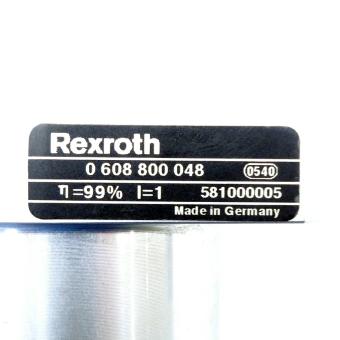 Rexroth
0 608 800 048 0540
η=99% I=1 581000005
Made in Germany